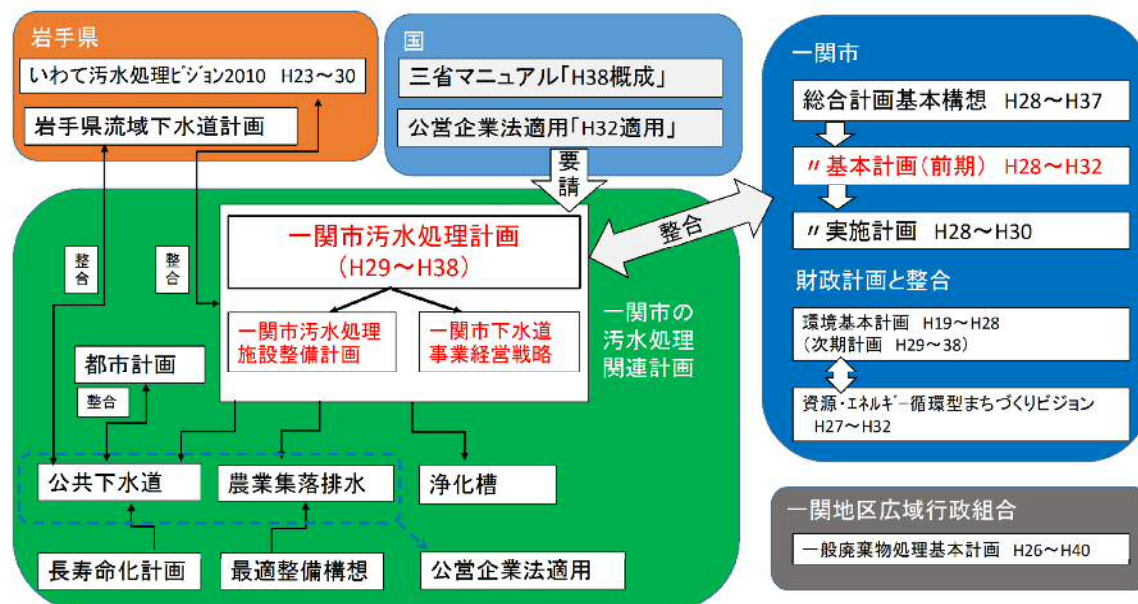 岩手県
いわて汚水処理ビジョン2010 H23～30
岩手県流域下水道計画
国
三省マニュアル「H38概成」
公営企業法適用「H32適用」
要請
一関市
総合計画基本構想 H28～H37
〃基本計画(前期) H28～H32
〃実施計画 H28～H30
財政計画と整合
環境基本計画 H19～H28
(次期計画 H29～38)
資源・エネルギー循環型まちづくりビジョン
H27～H32
整合
整合
整合
一関市汚水処理計画
(H29～H38)
一関市汚水処理
施設整備計画
一関市下水道
事業経営戦略
一関市の
汚水処理
関連計画
都市計画
整合
公共下水道
農業集落排水
浄化槽
長寿命化計画
最適整備構想
公営企業法適用
一関地区広域行政組合
一般廃棄物処理基本計画 H26～H40